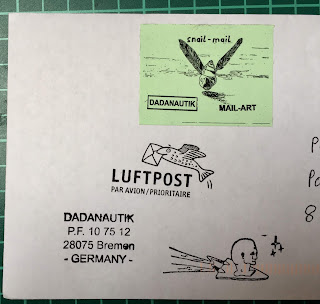 snail-mail
DADANAUTIK MAIL-ART
LUFTPOST
PAR AVION/PRIORITAIRE
DADANAUTIK
P.F. 10 75 12
28075 Bremen
- GERMANY -